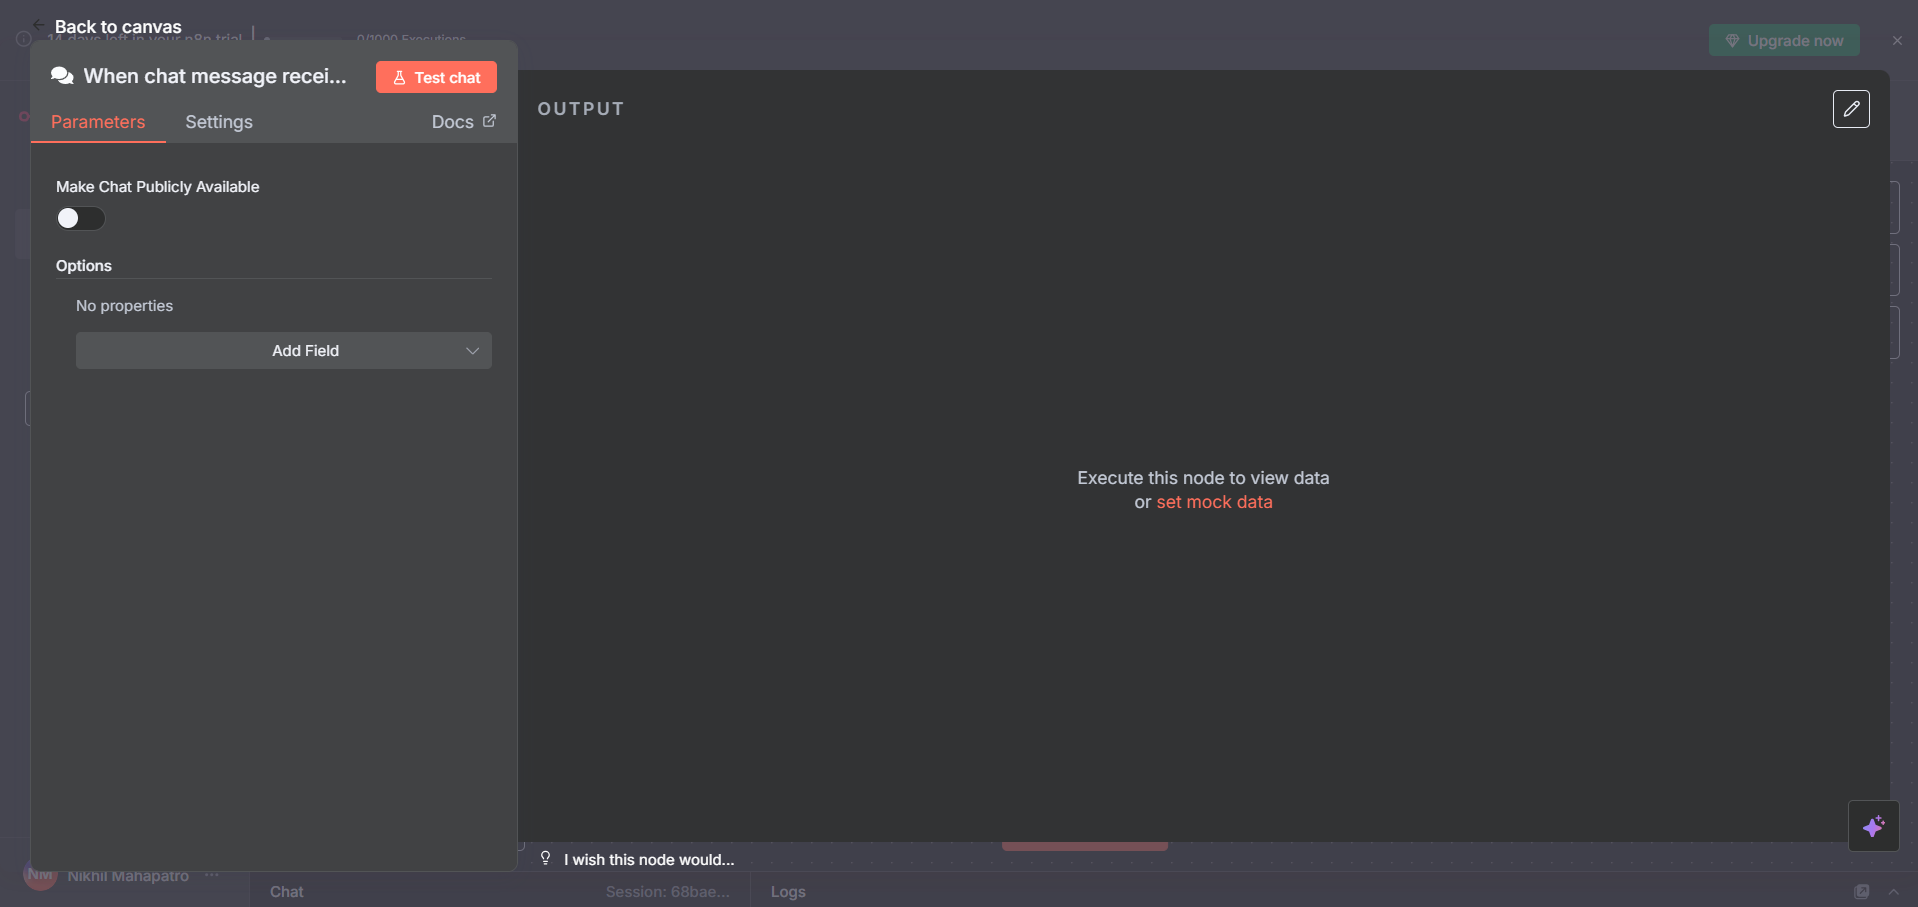 Back to canvas
14 days left in your n8n trial
0/1000 Executions
Upgrade now
When chat message recei...
Test chat
Parameters
Settings
Docs
OUTPUT
Make Chat Publicly Available
Options
No properties
Add Field
Execute this node to view data
or set mock data
I wish this node would...
NM
Nikhil Mahapatro
Chat
Session: 68bae...
Logs